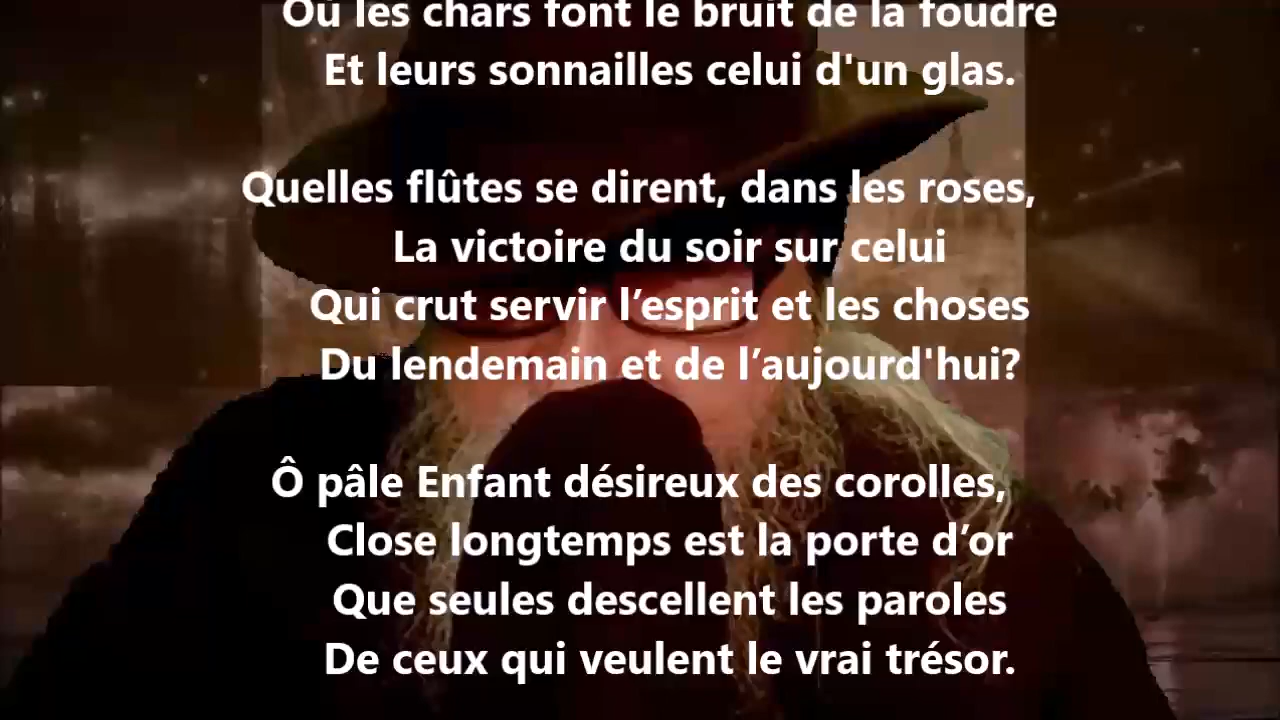 Où les chars font le bruit de la foudre
Et leurs sonnailles celui d'un glas.
Quelles flûtes se dirent, dans les roses,
La victoire du soir sur celui
Qui crut servir l’esprit et les choses
Du lendemain et de l’aujourd'hui?
Ô pâle Enfant désireux des corolles,
Close longtemps est la porte d’or
Que seules descellent les paroles
De ceux qui veulent le vrai trésor.